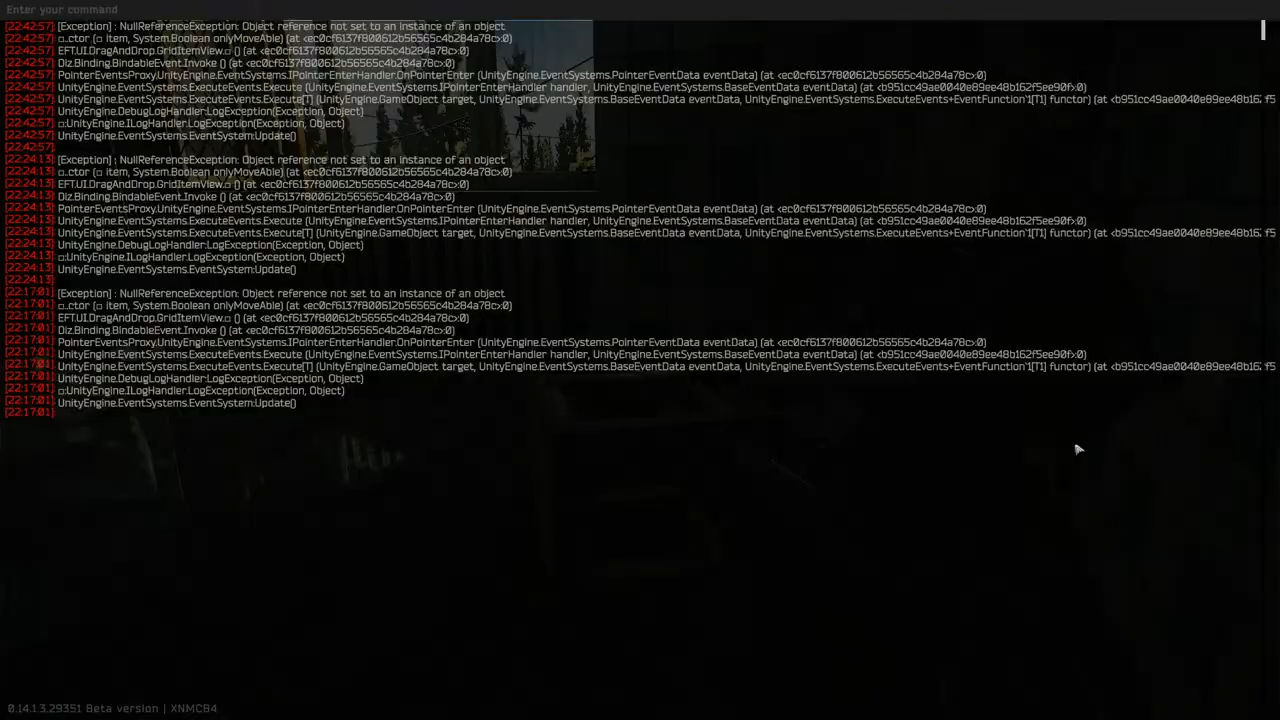 Enter your command
[22:42:57] [Exception] : NullReferenceException: Object reference not set to an instance of an object
[22:42:57] □..ctor (□ item, System.Boolean onlyMoveAble) (at <ec0cf6137f800612b56565c4b284a78c>:0)
[22:42:57] EFT.UI.DragAndDrop.GridItemView.□ () (at <ec0cf6137f800612b56565c4b284a78c>:0)
[22:42:57] Diz.Binding.BindableEvent.Invoke () (at <ec0cf6137f800612b56565c4b284a78c>:0)
[22:42:57] PointerEventsProxy.UnityEngine.EventSystems.IPointerEnterHandler.OnPointerEnter (UnityEngine.EventSystems.PointerEventData eventData) (at <ec0cf6137f800612b56565c4b284a78c>:0)
[22:42:57] UnityEngine.EventSystems.ExecuteEvents.Execute (UnityEngine.EventSystems.IPointerEnterHandler handler, UnityEngine.EventSystems.BaseEventData eventData) (at <b951cc49ae0040e89ee48b162f5ee90f>:0)
[22:42:57] UnityEngine.EventSystems.ExecuteEvents.Execute[T] (UnityEngine.GameObject target, UnityEngine.EventSystems.BaseEventData eventData, UnityEngine.EventSystems.ExecuteEvents+EventFunction`1[T1] functor) (at <b951cc49ae0040e89ee48b162f5
[22:42:57] UnityEngine.DebugLogHandler:LogException(Exception, Object)
[22:42:57] □:UnityEngine.ILogHandler.LogException(Exception, Object)
[22:42:57] UnityEngine.EventSystems.EventSystem:Update()
[22:42:57]
[22:24:13] [Exception] : NullReferenceException: Object reference not set to an instance of an object
[22:24:13] □..ctor (□ item, System.Boolean onlyMoveAble) (at <ec0cf6137f800612b56565c4b284a78c>:0)
[22:24:13] EFT.UI.DragAndDrop.GridItemView.□ () (at <ec0cf6137f800612b56565c4b284a78c>:0)
[22:24:13] Diz.Binding.BindableEvent.Invoke () (at <ec0cf6137f800612b56565c4b284a78c>:0)
[22:24:13] PointerEventsProxy.UnityEngine.EventSystems.IPointerEnterHandler.OnPointerEnter (UnityEngine.EventSystems.PointerEventData eventData) (at <ec0cf6137f800612b56565c4b284a78c>:0)
[22:24:13] UnityEngine.EventSystems.ExecuteEvents.Execute (UnityEngine.EventSystems.IPointerEnterHandler handler, UnityEngine.EventSystems.BaseEventData eventData) (at <b951cc49ae0040e89ee48b162f5ee90f>:0)
[22:24:13] UnityEngine.EventSystems.ExecuteEvents.Execute[T] (UnityEngine.GameObject target, UnityEngine.EventSystems.BaseEventData eventData, UnityEngine.EventSystems.ExecuteEvents+EventFunction`1[T1] functor) (at <b951cc49ae0040e89ee48b162f5
[22:24:13] UnityEngine.DebugLogHandler:LogException(Exception, Object)
[22:24:13] □:UnityEngine.ILogHandler.LogException(Exception, Object)
[22:24:13] UnityEngine.EventSystems.EventSystem:Update()
[22:24:13]
[22:17:01] [Exception] : NullReferenceException: Object reference not set to an instance of an object
[22:17:01] □..ctor (□ item, System.Boolean onlyMoveAble) (at <ec0cf6137f800612b56565c4b284a78c>:0)
[22:17:01] EFT.UI.DragAndDrop.GridItemView.□ () (at <ec0cf6137f800612b56565c4b284a78c>:0)
[22:17:01] Diz.Binding.BindableEvent.Invoke () (at <ec0cf6137f800612b56565c4b284a78c>:0)
[22:17:01] PointerEventsProxy.UnityEngine.EventSystems.IPointerEnterHandler.OnPointerEnter (UnityEngine.EventSystems.PointerEventData eventData) (at <ec0cf6137f800612b56565c4b284a78c>:0)
[22:17:01] UnityEngine.EventSystems.ExecuteEvents.Execute (UnityEngine.EventSystems.IPointerEnterHandler handler, UnityEngine.EventSystems.BaseEventData eventData) (at <b951cc49ae0040e89ee48b162f5ee90f>:0)
[22:17:01] UnityEngine.EventSystems.ExecuteEvents.Execute[T] (UnityEngine.GameObject target, UnityEngine.EventSystems.BaseEventData eventData, UnityEngine.EventSystems.ExecuteEvents+EventFunction`1[T1] functor) (at <b951cc49ae0040e89ee48b162f5
[22:17:01] UnityEngine.DebugLogHandler:LogException(Exception, Object)
[22:17:01] □:UnityEngine.ILogHandler.LogException(Exception, Object)
[22:17:01] UnityEngine.EventSystems.EventSystem:Update()
[22:17:01]
0.14.1.3.29351 Beta version | XNMCB4